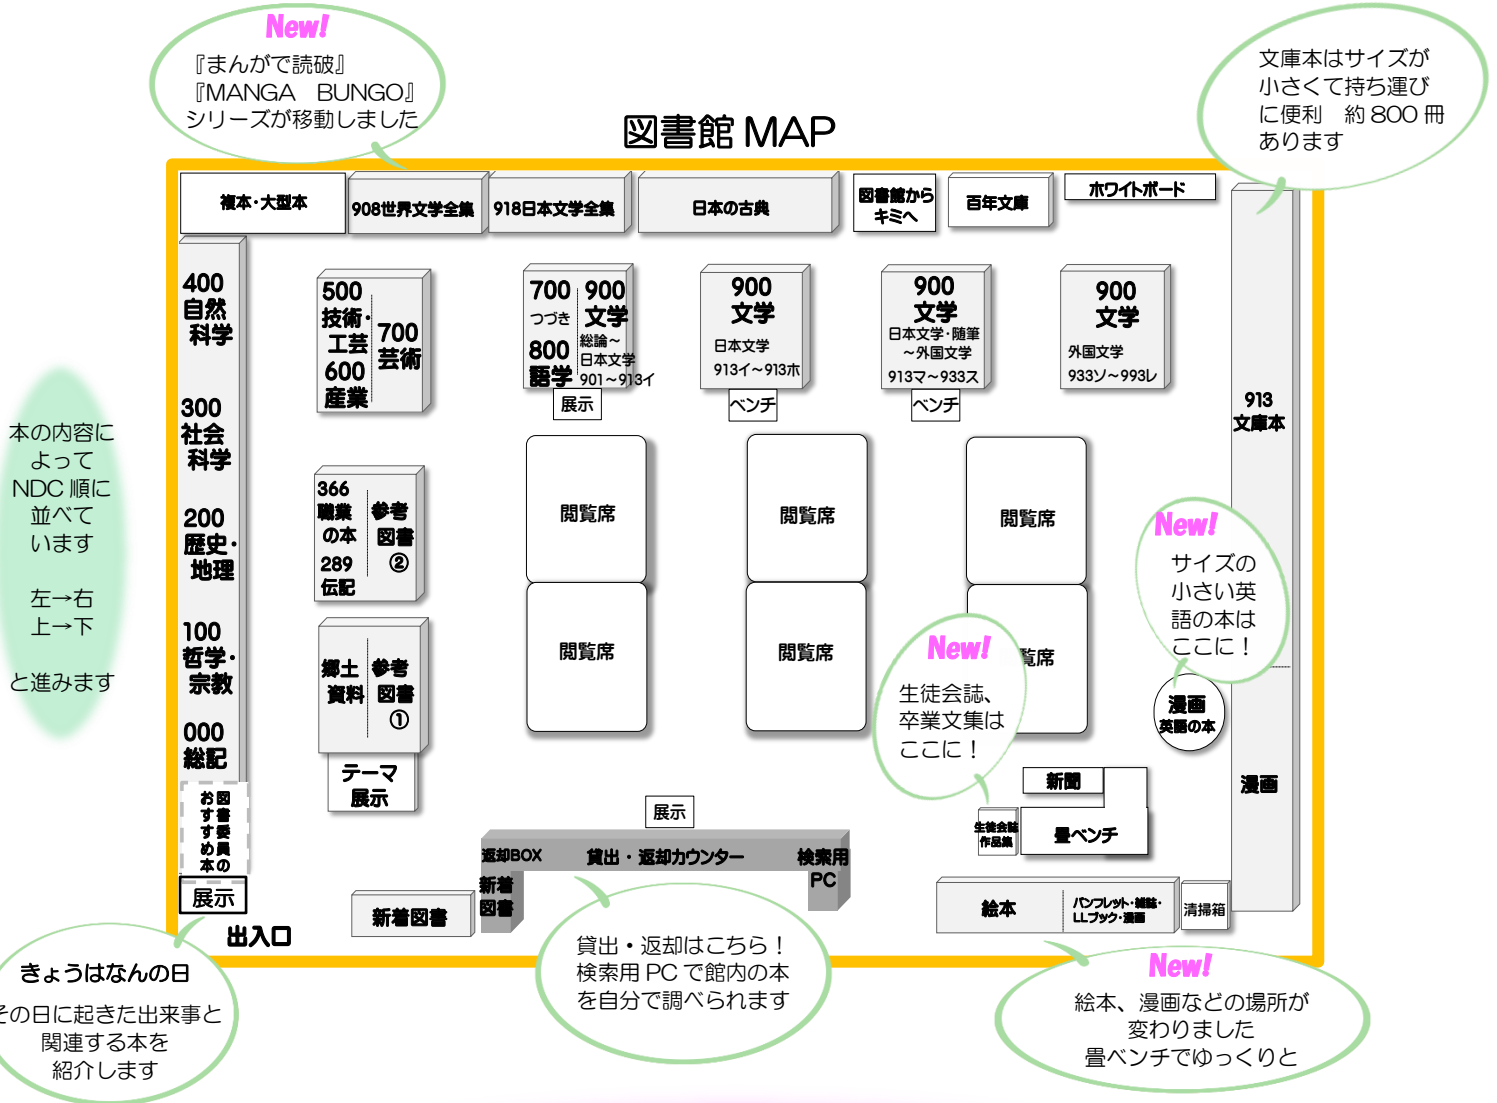 New!
『まんがで読破』
『MANGA　BUNGO』
シリーズが移動しました
文庫本はサイズが
小さくて持ち運び
に便利　約800冊
あります
図書館 MAP
複本・大型本
908世界文学全集
918日本文学全集
日本の古典
図書館から
キミへ
百年文庫
ホワイトボード
400
自然
科学
300
社会
科学
200
歴史・
地理
100
哲学・
宗教
000
総記
図書委員の
おすすめ本
展示
出入口
500
技術・
工芸
600
産業
700
芸術
700
つづき
800
語学
900
文学
総論～
日本文学
901～913イ
展示
900
文学
日本文学
913イ～913ホ
ベンチ
900
文学
日本文学・随筆
～外国文学
913マ～933ス
ベンチ
900
文学
外国文学
933ソ～993レ
913
文庫本
漫画
本の内容に
よって
NDC 順に
並べて
います
左→右
上→下
と進みます
366
職業
の本
289
伝記
参考
図書
②
郷土
資料
参考
図書
①
テーマ
展示
閲覧席
閲覧席
閲覧席
閲覧席
閲覧席
覧席
New!
サイズの
小さい英
語の本は
ここに！
漫画
英語の本
New!
生徒会誌、
卒業文集は
ここに！
新聞
畳ベンチ
生徒会誌
作品集
展示
返却BOX
貸出・返却カウンター
検索用
PC
新着
図書
新着図書
絵本
パンフレット・雑誌・
LLブック・漫画
清掃箱
きょうはなんの日
その日に起きた出来事と
関連する本を
紹介します
貸出・返却はこちら！
検索用 PC で館内の本
を自分で調べられます
New!
絵本、漫画などの場所が
変わりました
畳ベンチでゆっくりと